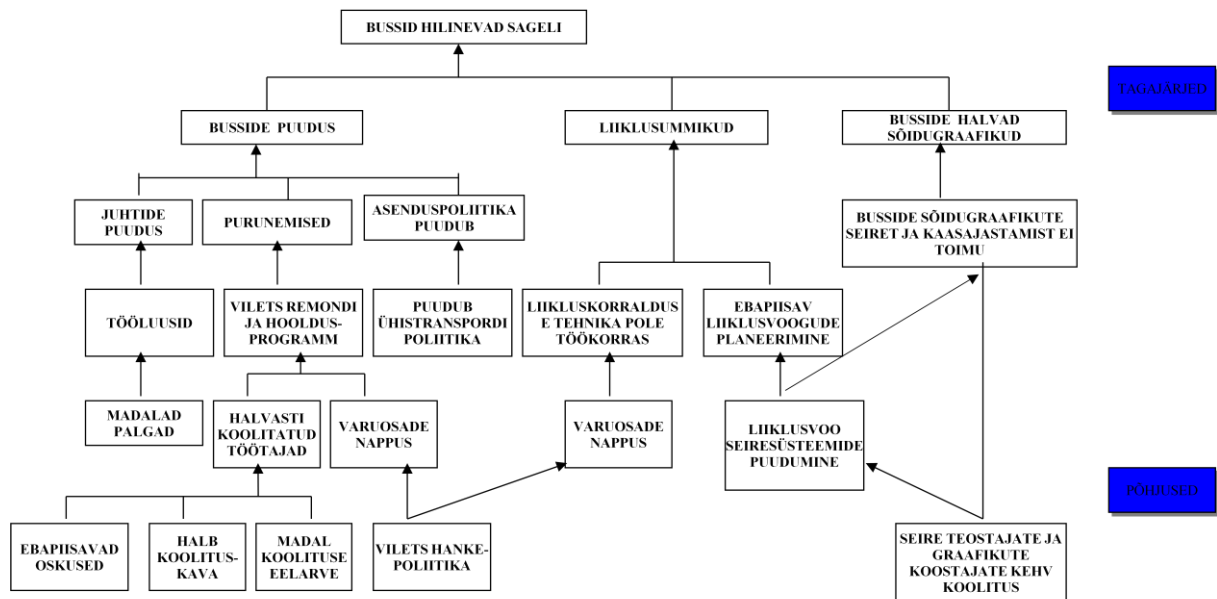 BUSSID HILINEVAD SAGELI
TAGAJÄRJED
BUSSIDE PUUDUS
LIIKLUSUMMIKUD
BUSSIDE HALVAD
SÕIDUGRAAFIKUD
JUHTIDE
PUUDUS
PURUNEMISED
ASENDUSPOLIITIKA
PUUDUB
BUSSIDE SÕIDUGRAAFIKUTE
SEIRET JA KAASAJASTAMIST EI
TOIMU
TÖÖLUUSID
VILETS REMONDI
JA HOOLDUS-
PROGRAMM
PUUDUB
ÜHISTRANSPORDI
POLIITIKA
LIIKLUSKORRALDUS
E TEHNIKA POLE
TÖÖKORRAS
EBAPIISAV
LIIKLUSVOOGUDE
PLANEERIMINE
MADALAD
PALGAD
HALVASTI
KOOLITATUD
TÖÖTAJAD
VARUOSADE
NAPPUS
VARUOSADE
NAPPUS
LIIKLUSVOO
SEIRESÜSTEEMIDE
PUUDUMINE
PÕHJUSED
EBAPIISAVAD
OSKUSED
HALB
KOOLITUS-
KAVA
MADAL
KOOLITUSE
EELARVE
VILETS HANKE-
POLIITIKA
SEIRE TEOSTAJATE JA
GRAAFIKUTE
KOOSTAJATE KEHV
KOOLITUS